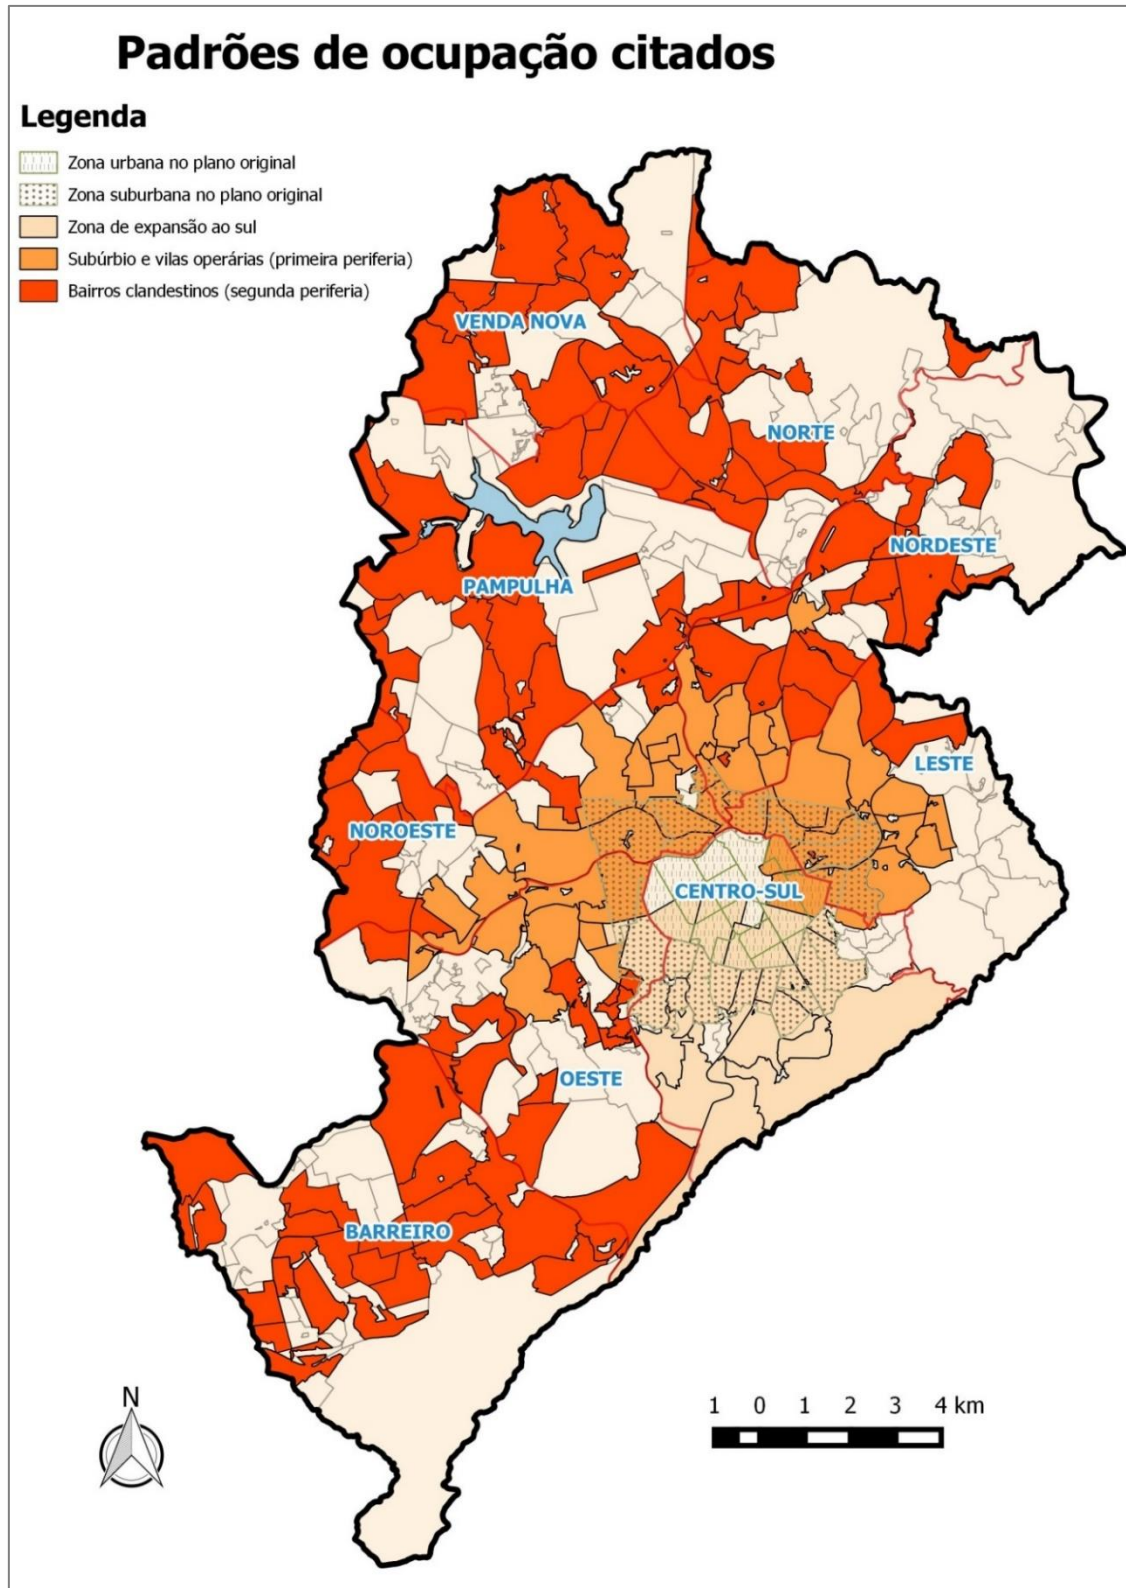 Padrões de ocupação citados
Legenda
Zona urbana no plano original
Zona suburbana no plano original
Zona de expansão ao sul
Subúrbio e vilas operárias (primeira periferia)
Bairros clandestinos (segunda periferia)
VENDA NOVA
NORTE
NORDESTE
PAMPULHA
LESTE
NOROESTE
CENTRO-SUL
OESTE
BARREIRO
N
1 0 1 2 3 4 km